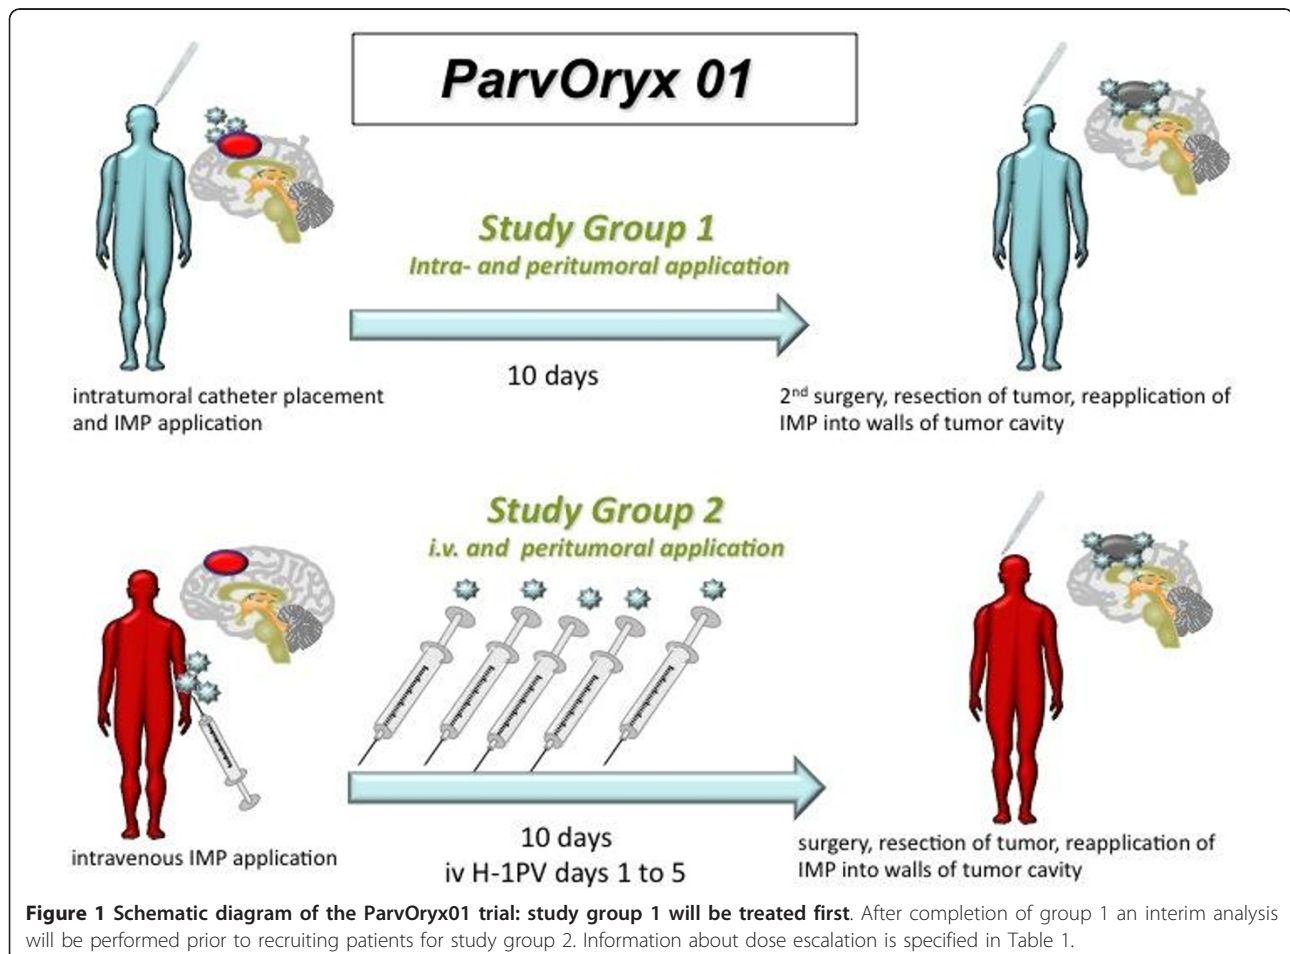 ParvOryx 01
Study Group 1
Intra- and peritumoral application
10 days
intratumoral catheter placement
and IMP application
2nd surgery, resection of tumor, reapplication of
IMP into walls of tumor cavity
Study Group 2
i.v. and peritumoral application
10 days
iv H-1PV days 1 to 5
intravenous IMP application
surgery, resection of tumor, reapplication of
IMP into walls of tumor cavity
Figure 1 Schematic diagram of the ParvOryx01 trial: study group 1 will be treated first. After completion of group 1 an interim analysis
will be performed prior to recruiting patients for study group 2. Information about dose escalation is specified in Table 1.